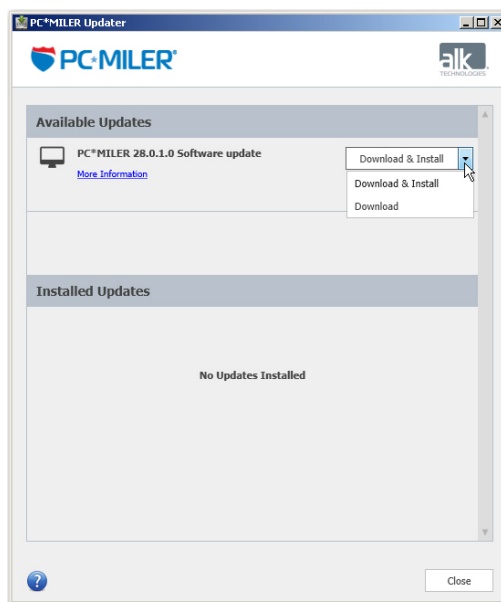 PC*MILER Updater
PC*MILER®
alk
TECHNOLOGIES
Available Updates
PC*MILER 28.0.1.0 Software update
Download & Install
More Information
Download & Install
Download
Installed Updates
No Updates Installed
?
Close